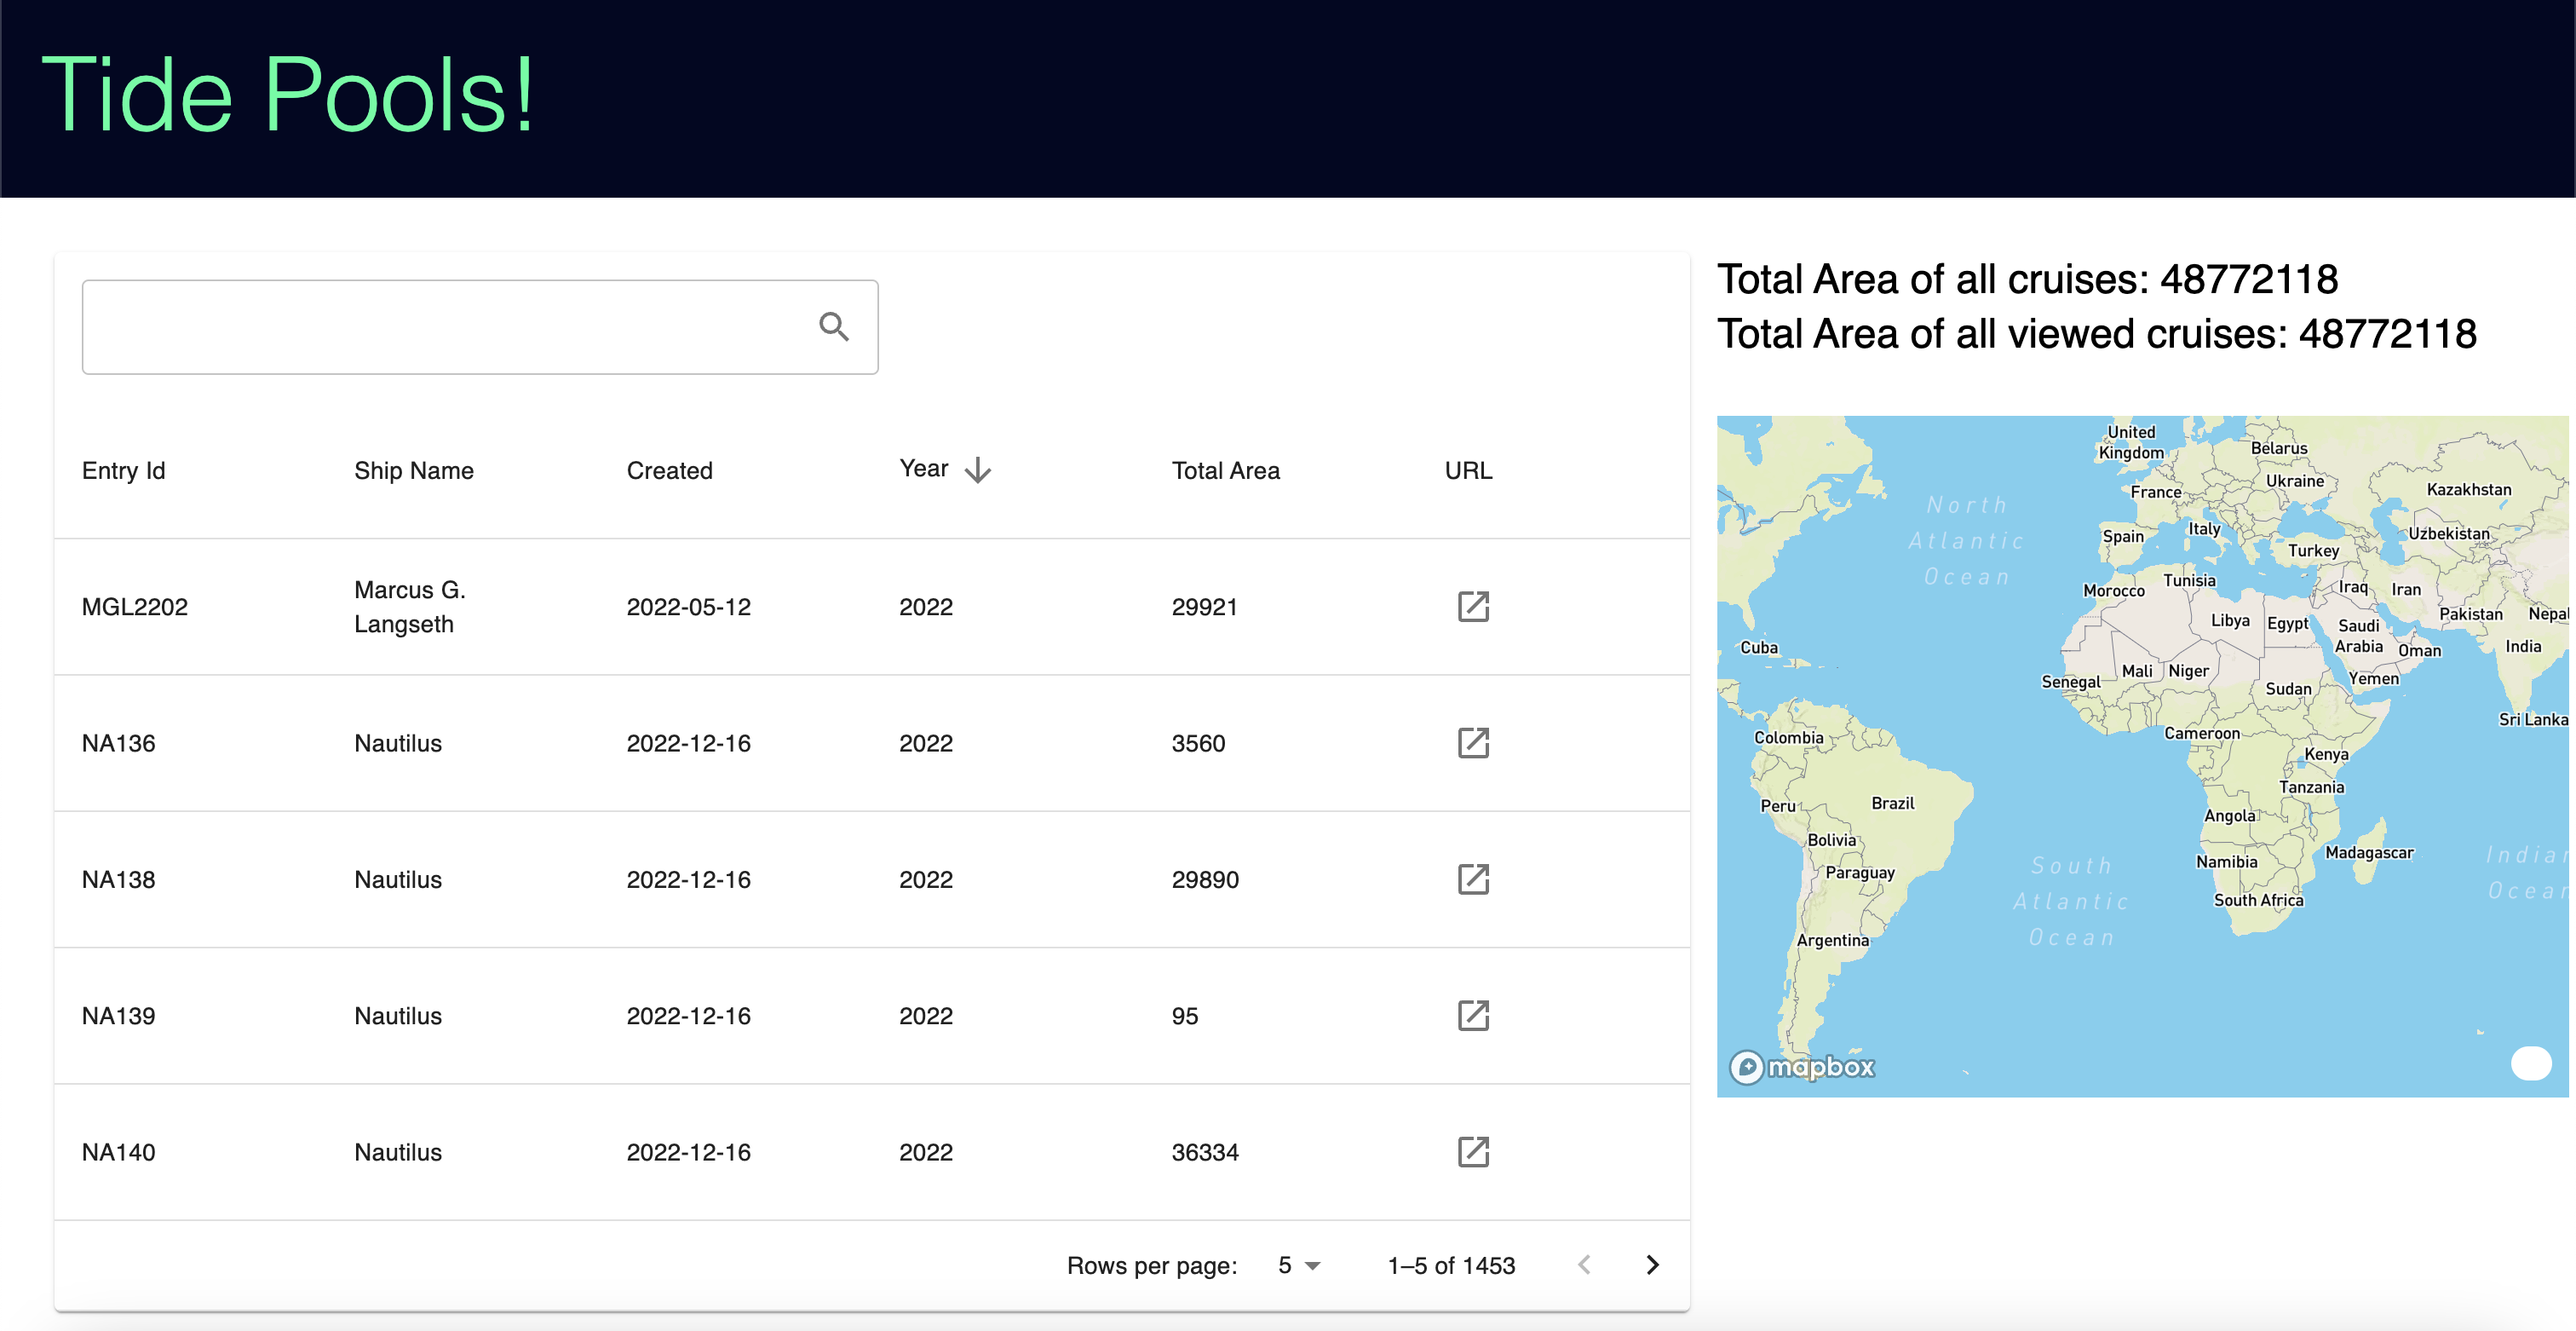 Tide Pools!
Total Area of all cruises: 48772118
Total Area of all viewed cruises: 48772118
Entry Id Ship Name Created Year Total Area URL
MGL2202 Marcus G. Langseth 2022-05-12 2022 29921
NA136 Nautilus 2022-12-16 2022 3560
NA138 Nautilus 2022-12-16 2022 29890
NA139 Nautilus 2022-12-16 2022 95
NA140 Nautilus 2022-12-16 2022 36334
Rows per page: 5 1–5 of 1453
United
Kingdom
Belarus
Ukraine
France
Kazakhstan
North
Atlantic
Ocean
Italy
Spain
Uzbekistan
Turkey
Tunisia
Morocco
Iraq
Iran
Pakistan
Nepal
Libya
Egypt
Saudi
Arabia
Oman
India
Cuba
Mali
Niger
Senegal
Sudan
Yemen
Sri Lanka
Colombia
Cameroon
Kenya
Tanzania
Peru
Brazil
Angola
Bolivia
Madagascar
Namibia
Paraguay
South
Atlantic
Ocean
Indian
Ocean
South Africa
Argentina
mapbox